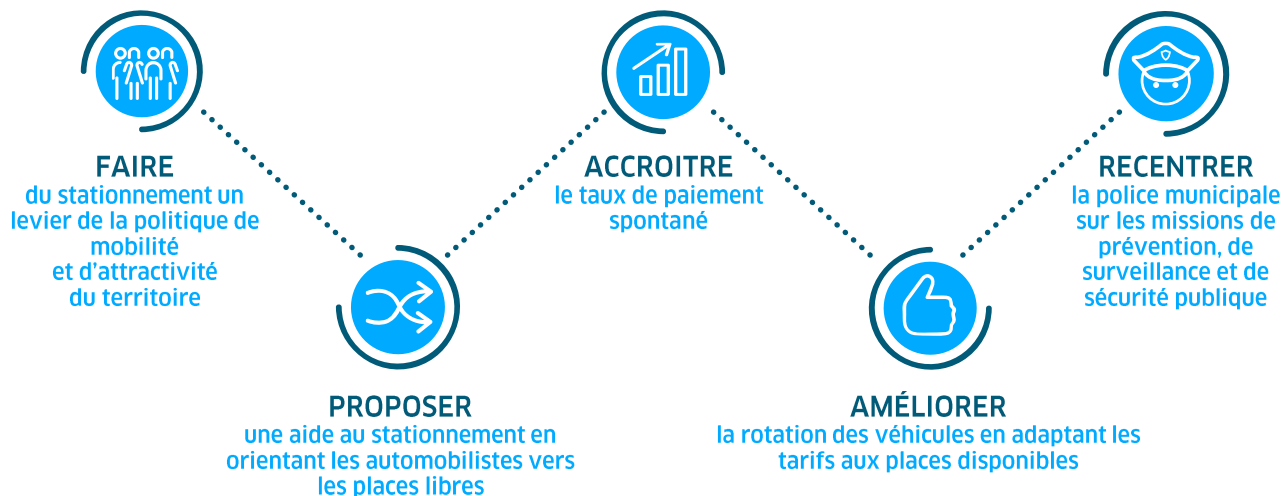 FAIRE
du stationnement un
levier de la politique de
mobilité
et d'attractivité
du territoire
PROPOSER
une aide au stationnement en
orientant les automobilistes vers
les places libres
ACCROITRE
le taux de paiement
spontané
AMÉLIORER
la rotation des véhicules en adaptant les
tarifs aux places disponibles
RECENTRER
la police municipale
sur les missions de
prévention, de
surveillance et de
sécurité publique